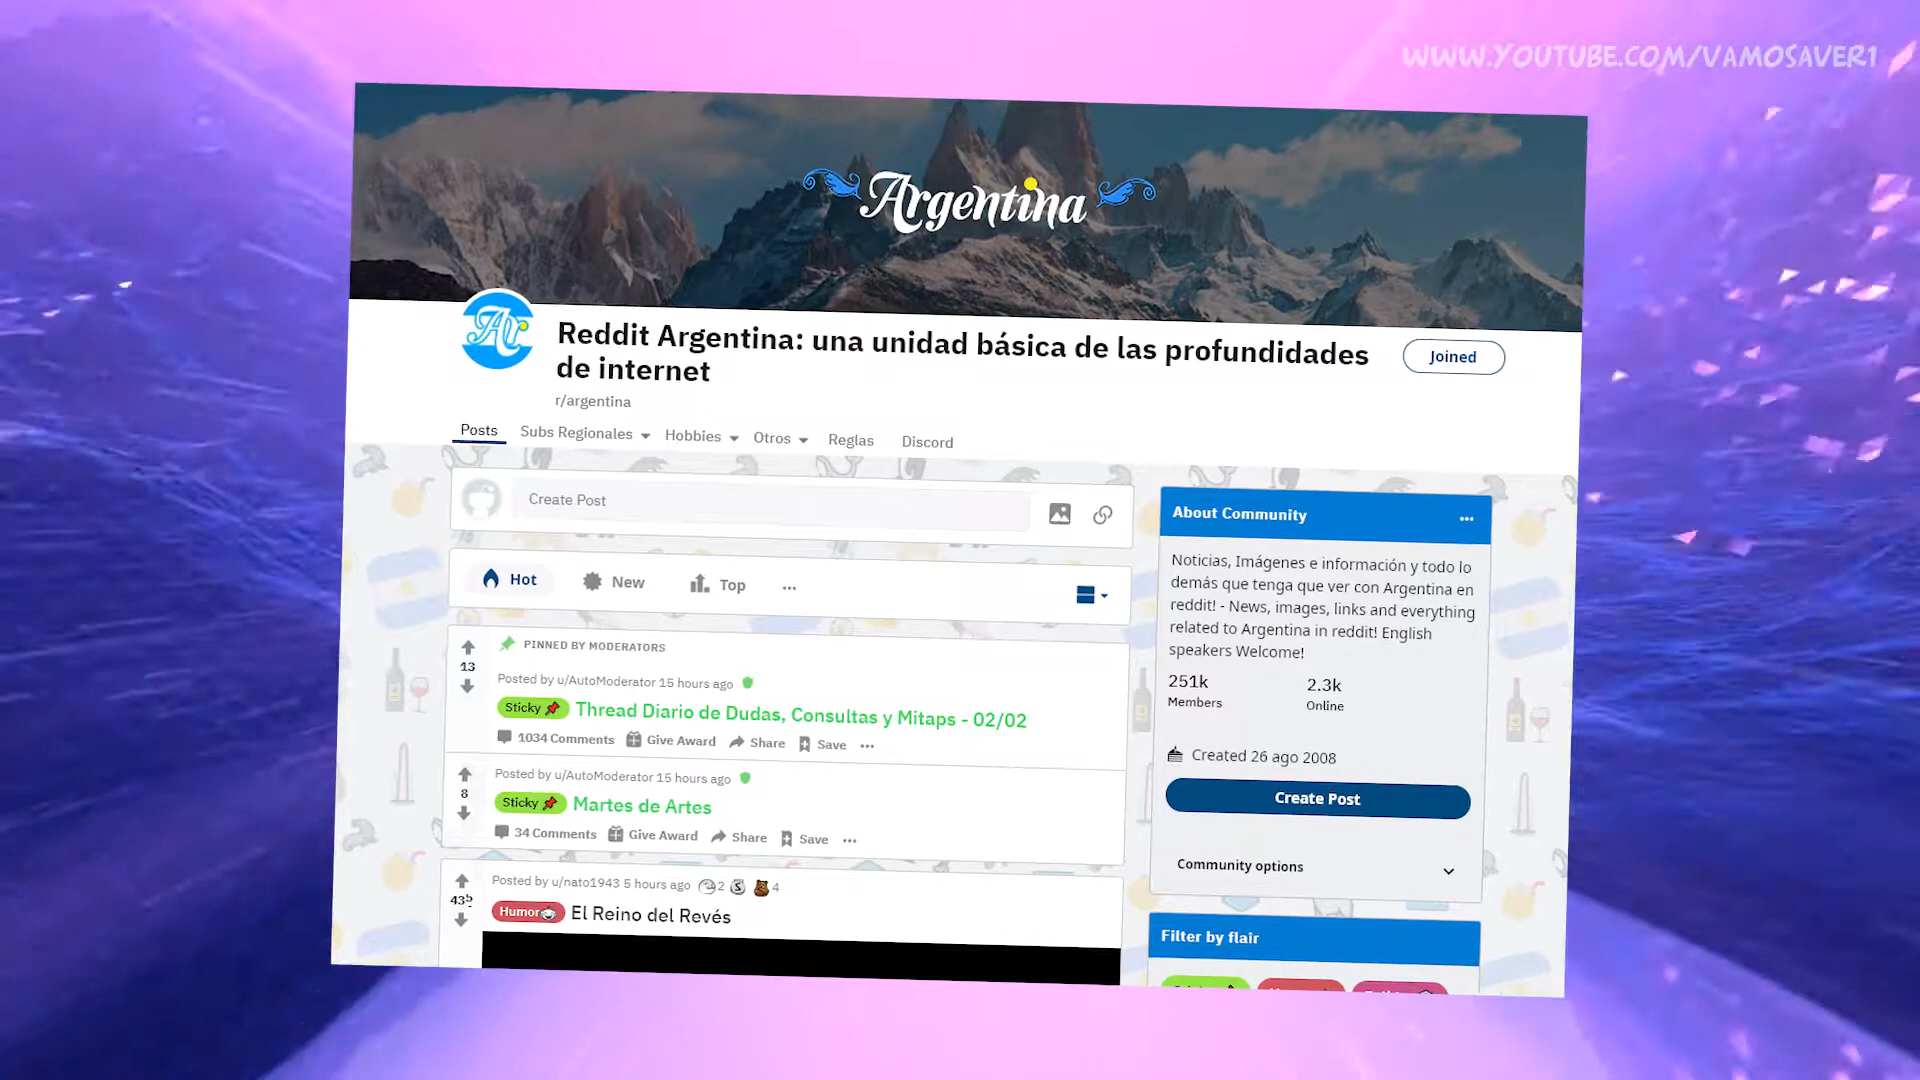 WWW.YOUTUBE.COM/VAMOSAVER1
Argentina
Ar
Reddit Argentina: una unidad básica de las profundidades
de internet
Joined
r/argentina
Posts
Subs Regionales
Hobbies
Otros
Reglas
Discord
Create Post
Hot
New
Top
...
PINNED BY MODERATORS
13
Posted by u/AutoModerator 15 hours ago
Sticky Thread Diario de Dudas, Consultas y Mitaps - 02/02
1034 Comments
Give Award
Share
Save
...
8
Posted by u/AutoModerator 15 hours ago
Sticky Martes de Artes
34 Comments
Give Award
Share
Save
...
Posted by u/nato1943 5 hours ago 2 S 4
Humor El Reino del Revés
About Community
...
Noticias, Imágenes e información y todo lo
demás que tenga que ver con Argentina en
reddit! - News, images, links and everything
related to Argentina in reddit! English
speakers Welcome!
251k
Members
2.3k
Online
Created 26 ago 2008
Create Post
Community options
Filter by flair